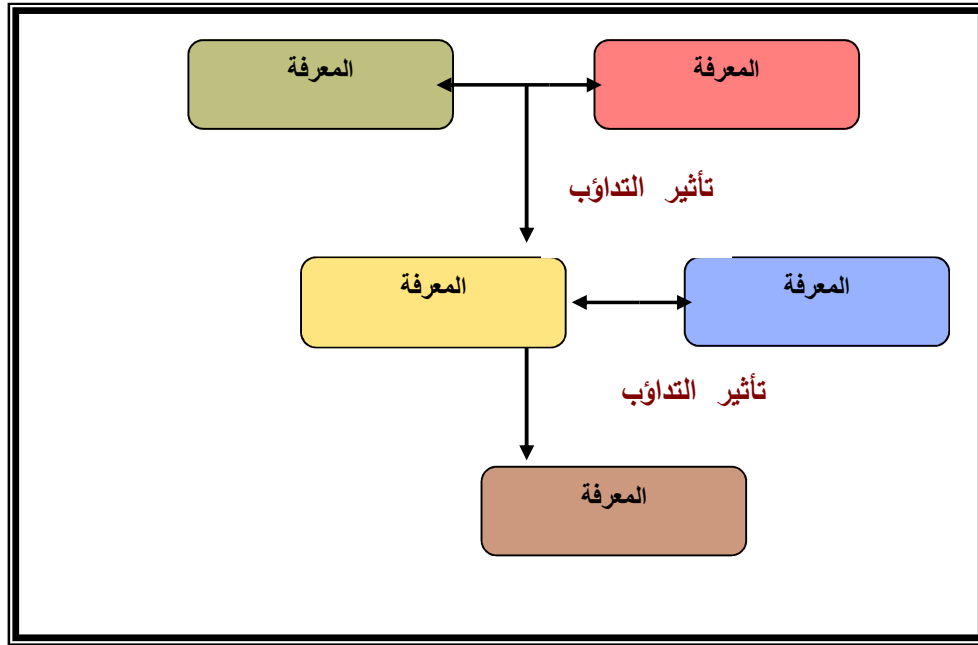 المعرفة
المعرفة
تأثير التداؤب
المعرفة
المعرفة
تأثير التداؤب
المعرفة